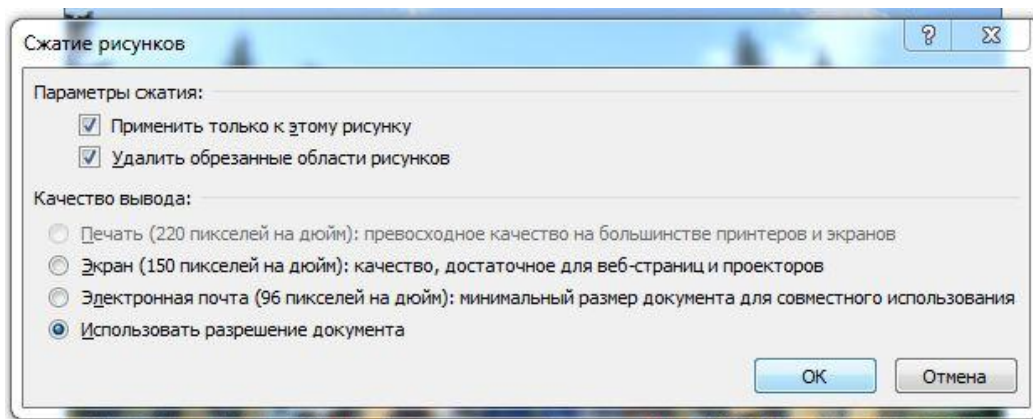 Сжатие рисунков
Параметры сжатия:
Применить только к этому рисунку
Удалить обрезанные области рисунков
Качество вывода:
Печать (220 пикселей на дюйм): превосходное качество на большинстве принтеров и экранов
Экран (150 пикселей на дюйм): качество, достаточное для веб-страниц и проекторов
Электронная почта (96 пикселей на дюйм): минимальный размер документа для совместного использования
Использовать разрешение документа
ОК
Отмена